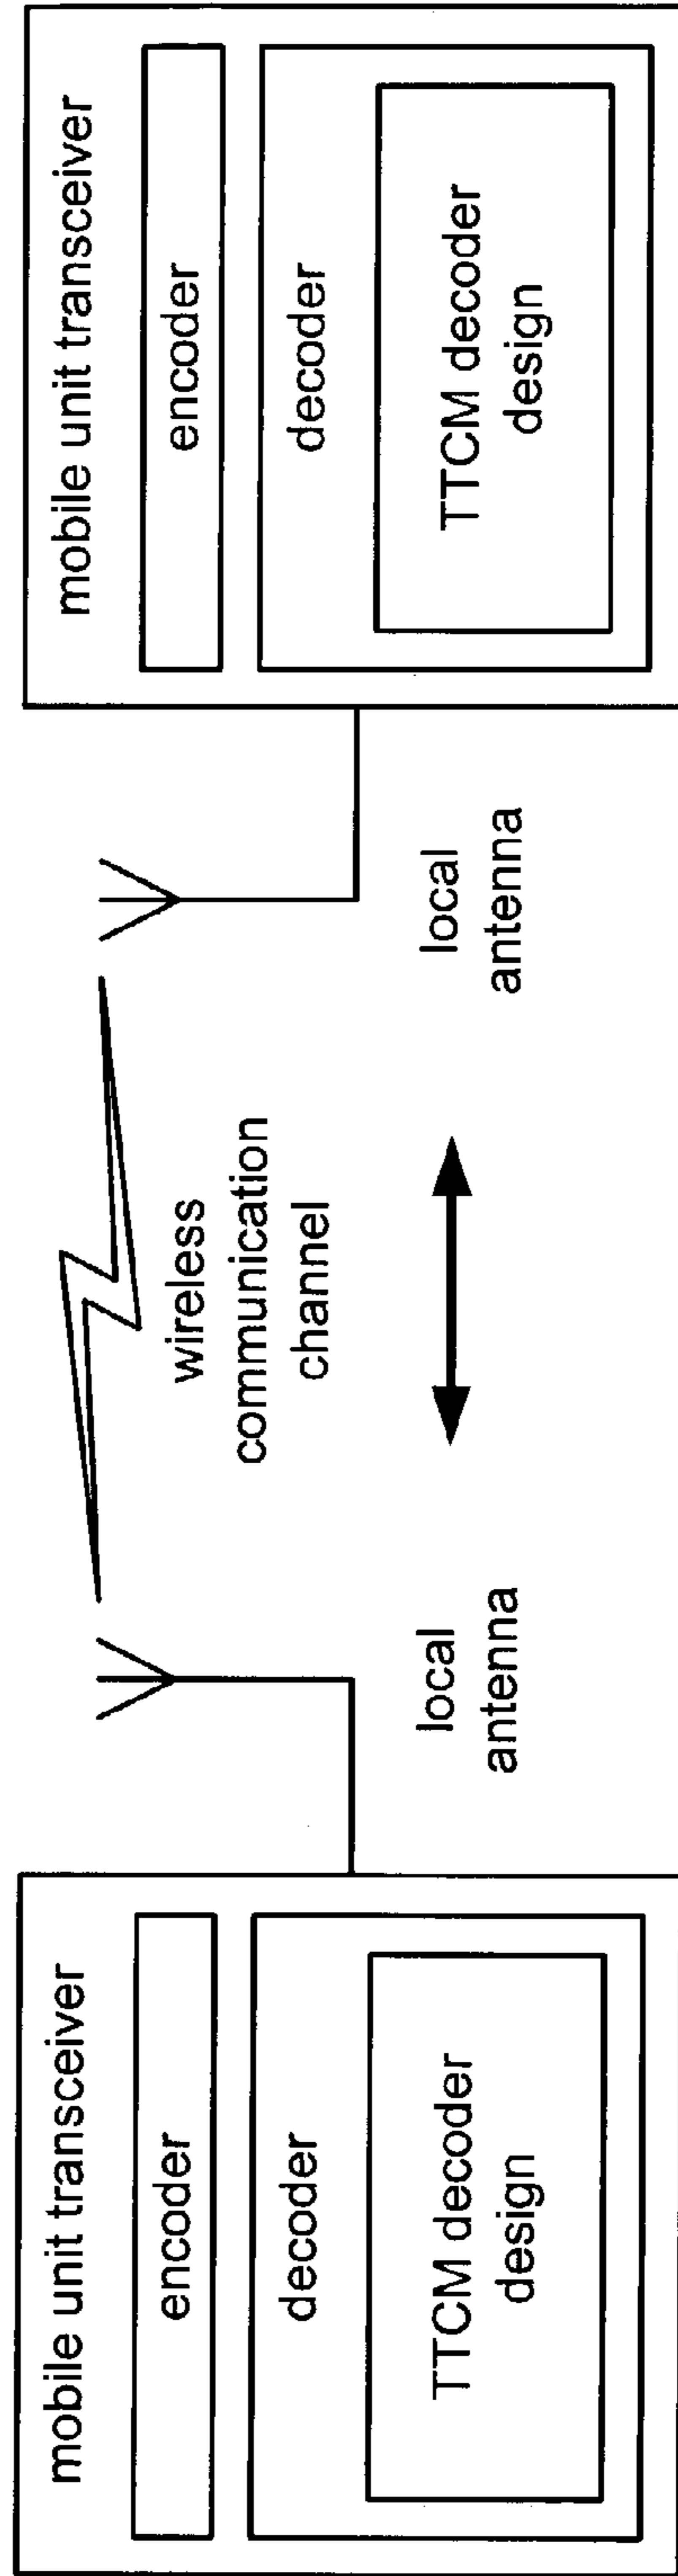 mobile unit transceiver
encoder
decoder
TTCM decoder
design
local
antenna
wireless
communication
channel
local
antenna
mobile unit transceiver
encoder
decoder
TTCM decoder
design